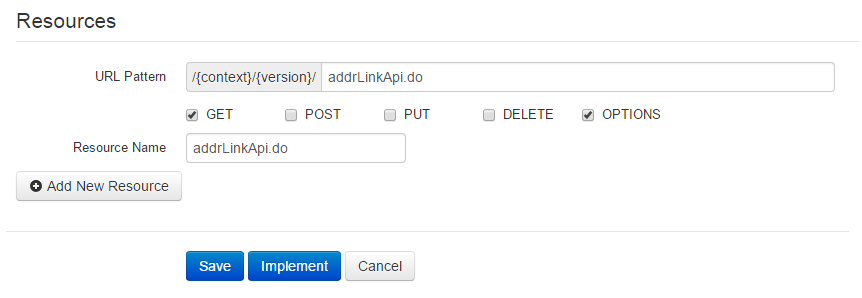 Resources
URL Pattern /{context}/{version}/ addrLinkApi.do
GET POST PUT DELETE OPTIONS
Resource Name addrLinkApi.do
Add New Resource
Save Implement Cancel